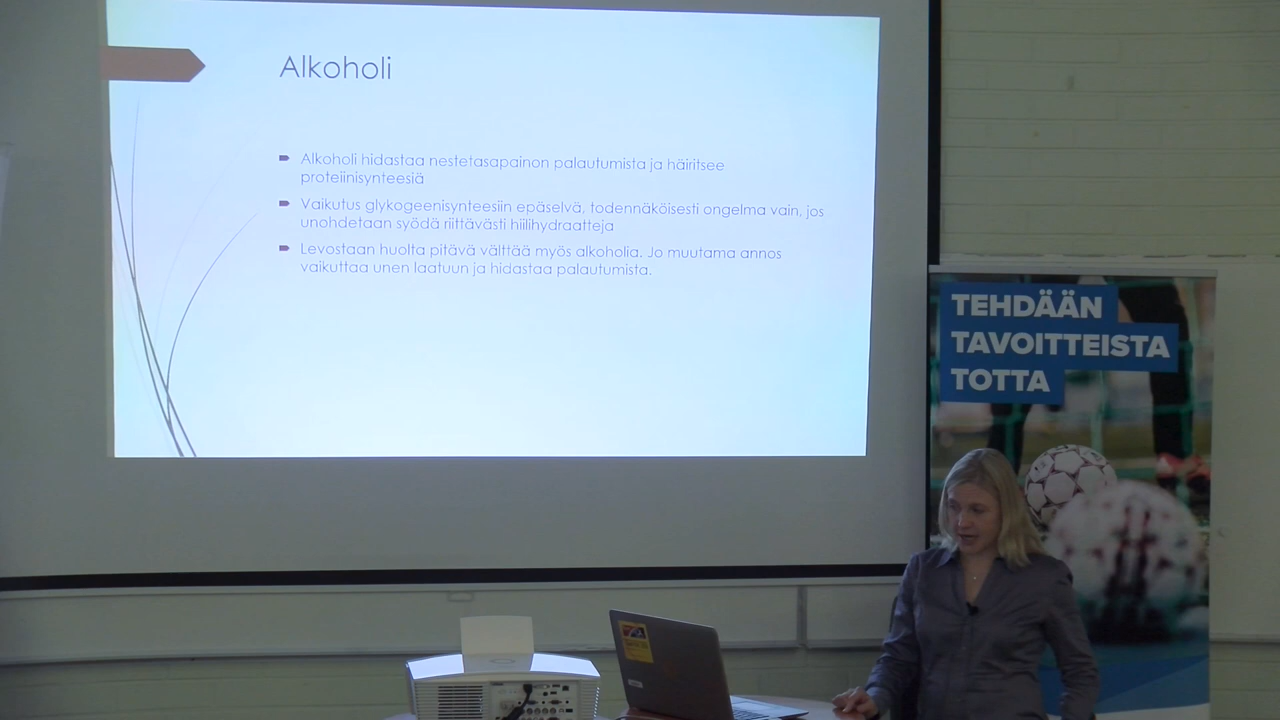 Alkoholi
Alkoholi hidastaa nestetasapainon palautumista ja häiritsee
proteiinisynteesiä
Vaikutus glykogeenisynteesiin epäselvä, todennäköisesti ongelma vain, jos
unohdetaan syödä riittävästi hiilihydraatteja
Levostaan huolta pitävä välttää myös alkoholia. Jo muutama annos
vaikuttaa unen laatuun ja hidastaa palautumista.
TEHDÄÄN
TAVOITTEISTA
TOTTA